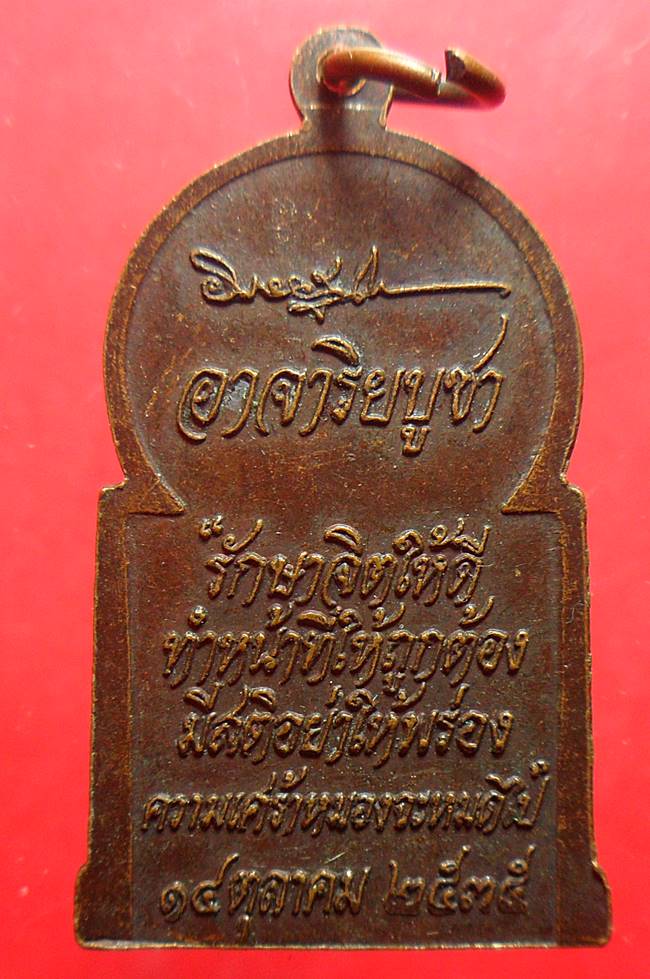 อาจาริยบูชา
“รักษาจิตให้ดี
ทำหน้าที่ให้ถูกต้อง
มีสติอย่าให้พร่อง
ความเศร้าหมองจะหมดไป”
๑๔ ตุลาคม ๒๕๓๕